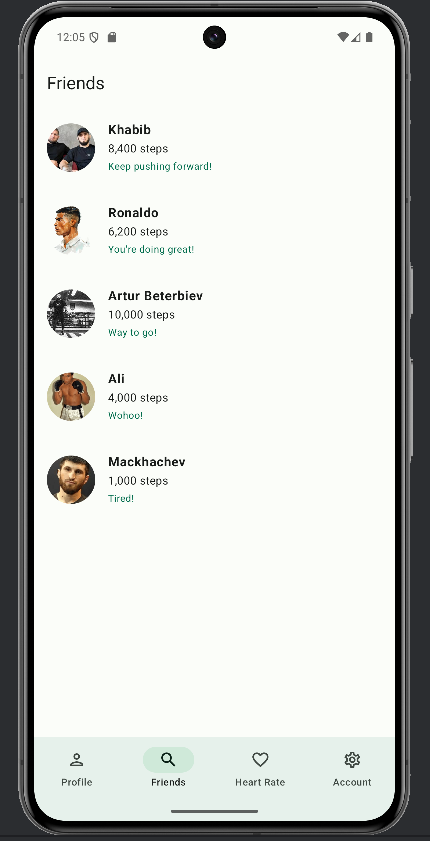 12:05
Friends
Khabib
8,400 steps
Keep pushing forward!
Ronaldo
6,200 steps
You're doing great!
Artur Beterbiev
10,000 steps
Way to go!
Ali
4,000 steps
Wohoo!
Mackhachev
1,000 steps
Tired!
Profile
Friends
Heart Rate
Account